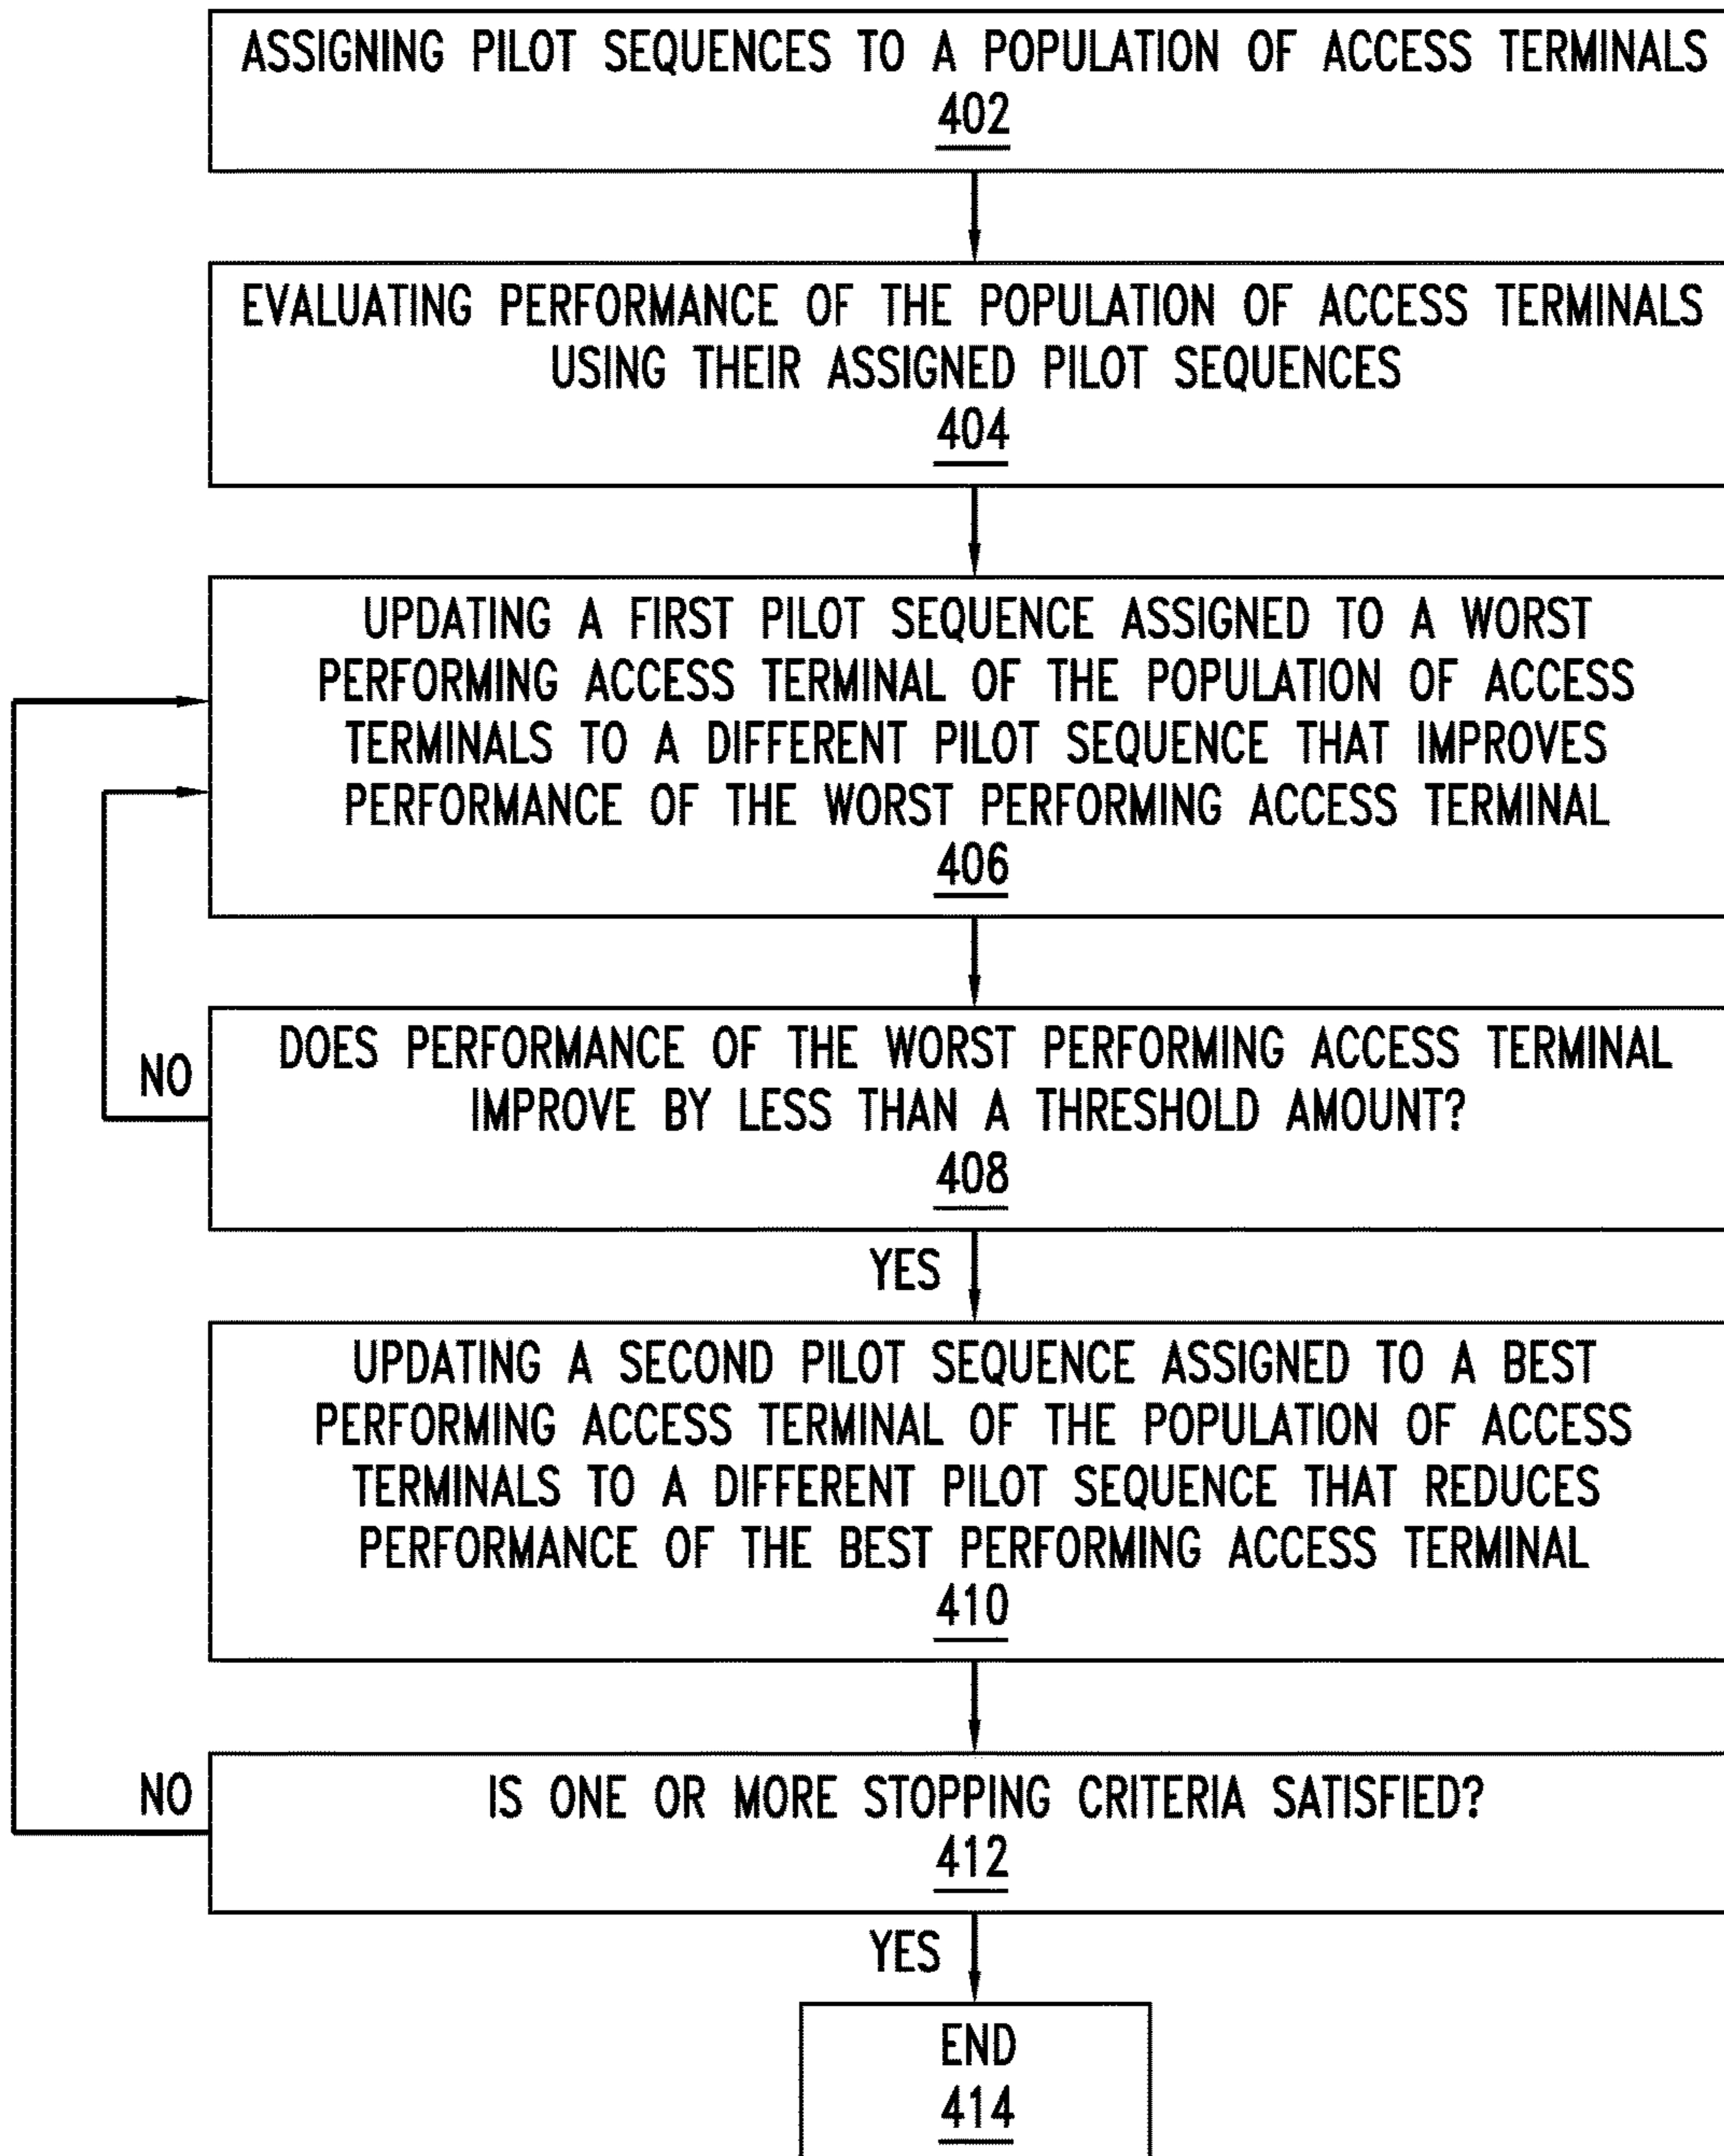 ASSIGNING PILOT SEQUENCES TO A POPULATION OF ACCESS TERMINALS
402
EVALUATING PERFORMANCE OF THE POPULATION OF ACCESS TERMINALS
USING THEIR ASSIGNED PILOT SEQUENCES
404
UPDATING A FIRST PILOT SEQUENCE ASSIGNED TO A WORST
PERFORMING ACCESS TERMINAL OF THE POPULATION OF ACCESS
TERMINALS TO A DIFFERENT PILOT SEQUENCE THAT IMPROVES
PERFORMANCE OF THE WORST PERFORMING ACCESS TERMINAL
406
NO
DOES PERFORMANCE OF THE WORST PERFORMING ACCESS TERMINAL
IMPROVE BY LESS THAN A THRESHOLD AMOUNT?
408
YES
UPDATING A SECOND PILOT SEQUENCE ASSIGNED TO A BEST
PERFORMING ACCESS TERMINAL OF THE POPULATION OF ACCESS
TERMINALS TO A DIFFERENT PILOT SEQUENCE THAT REDUCES
PERFORMANCE OF THE BEST PERFORMING ACCESS TERMINAL
410
NO
IS ONE OR MORE STOPPING CRITERIA SATISFIED?
412
YES
END
414